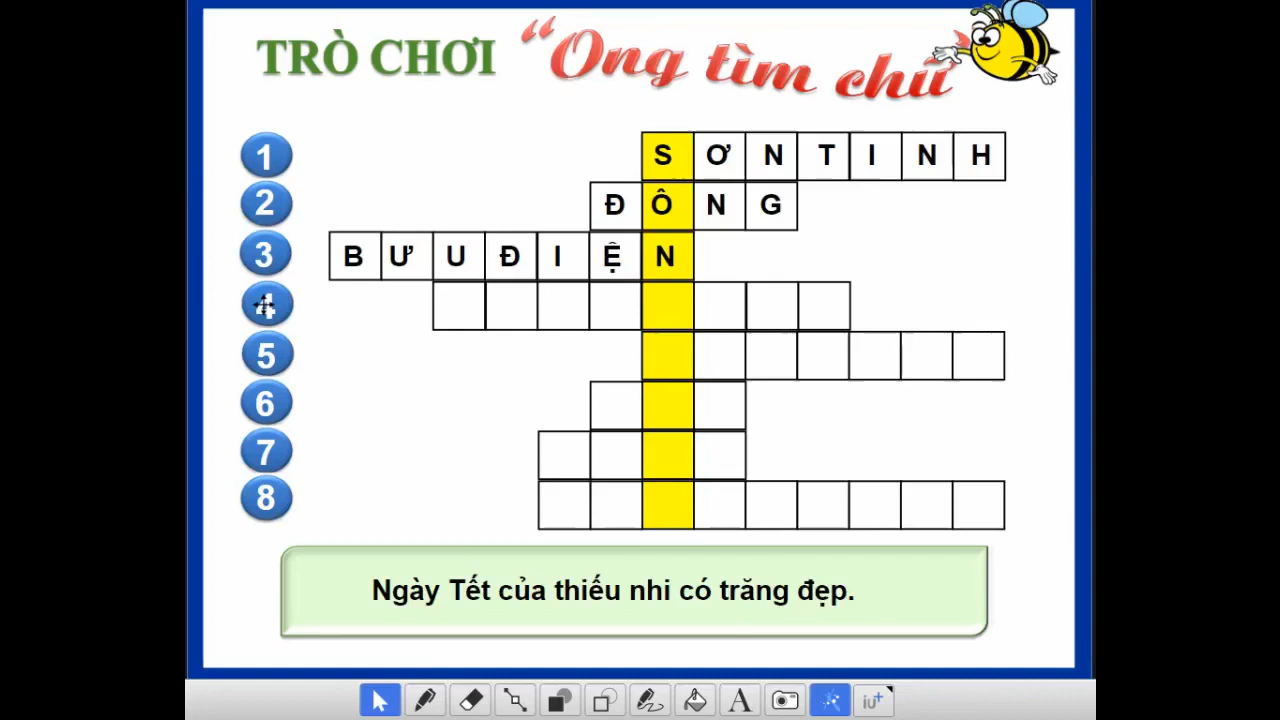 TRÒ CHƠI “Ong tìm chữ”
1 S Ơ N T I N H
2 Đ Ô N G
3 B Ư U Đ I Ệ N
4
5
6
7
8
Ngày Tết của thiếu nhi có trăng đẹp.
A iu+